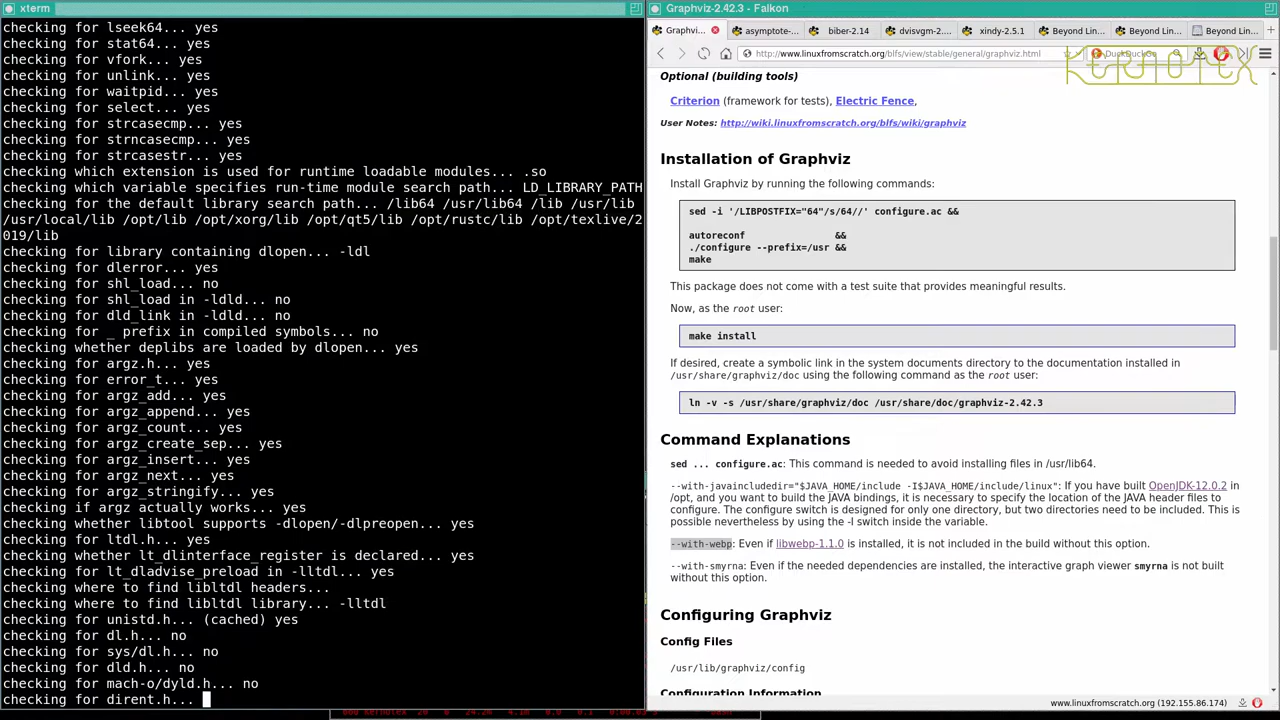 xterm
checking for lseek64... yes
checking for stat64... yes
checking for vfork... yes
checking for unlink... yes
checking for waitpid... yes
checking for select... yes
checking for strcasecmp... yes
checking for strncasecmp... yes
checking for strcasestr... yes
checking which extension is used for runtime loadable modules... .so
checking which variable specifies run-time module search path... LD_LIBRARY_PATH
checking for the default library search path... /lib64 /usr/lib64 /lib /usr/lib
/usr/local/lib /opt/lib /opt/xorg/lib /opt/qt5/lib /opt/rustc/lib /opt/texlive/2
019/lib
checking for library containing dlopen... -ldl
checking for dlerror... yes
checking for shl_load... no
checking for shl_load in -ldld... no
checking for dld_link in -ldld... no
checking for _ prefix in compiled symbols... no
checking whether deplibs are loaded by dlopen... yes
checking for argz.h... yes
checking for error_t... yes
checking for argz_add... yes
checking for argz_append... yes
checking for argz_count... yes
checking for argz_create_sep... yes
checking for argz_insert... yes
checking for argz_next... yes
checking for argz_stringify... yes
checking if argz actually works... yes
checking whether libtool supports -dlopen/-dlpreopen... yes
checking for ltdl.h... yes
checking whether lt_dlinterface_register is declared... yes
checking for lt_dladvise_preload in -lltdl... yes
checking where to find libltdl headers...
checking where to find libltdl library... -lltdl
checking for unistd.h... (cached) yes
checking for dl.h... no
checking for sys/dl.h... no
checking for dld.h... no
checking for mach-o/dyld.h... no
checking for dirent.h...
Graphviz-2.42.3 - Falkon
Graphvi... asymptote-... biber-2.14 dvisvgm-2.... xindy-2.5.1 Beyond Lin... Beyond Lin... Beyond Lin...
http://www.linuxfromscratch.org/blfs/view/stable/general/graphviz.html DuckDuckGo
KERNOTEX
Optional (building tools)
Criterion (framework for tests), Electric Fence,
User Notes: http://wiki.linuxfromscratch.org/blfs/wiki/graphviz
Installation of Graphviz
Install Graphviz by running the following commands:
sed -i '/LIBPOSTFIX="64"/s/64//' configure.ac &&
autoreconf &&
./configure --prefix=/usr &&
make
This package does not come with a test suite that provides meaningful results.
Now, as the root user:
make install
If desired, create a symbolic link in the system documents directory to the documentation installed in
/usr/share/graphviz/doc using the following command as the root user:
ln -v -s /usr/share/graphviz/doc /usr/share/doc/graphviz-2.42.3
Command Explanations
sed ... configure.ac: This command is needed to avoid installing files in /usr/lib64.
--with-javaincludedir="$JAVA_HOME/include -I$JAVA_HOME/include/linux": If you have built OpenJDK-12.0.2 in
/opt, and you want to build the JAVA bindings, it is necessary to specify the location of the JAVA header files to
configure. The configure switch is designed for only one directory, but two directories need to be included. This is
possible nevertheless by using the -I switch inside the variable.
--with-webp: Even if libwebp-1.1.0 is installed, it is not included in the build without this option.
--with-smyrna: Even if the needed dependencies are installed, the interactive graph viewer smyrna is not built
without this option.
Configuring Graphviz
Config Files
/usr/lib/graphviz/config
Configuration Information
www.linuxfromscratch.org (192.155.86.174)